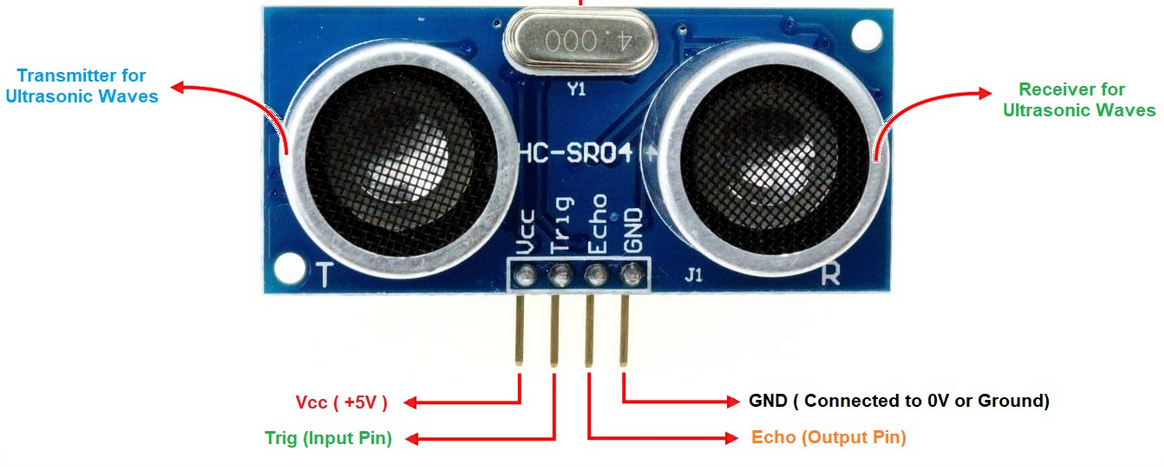 4.000
Y1
Transmitter for
Ultrasonic Waves
Receiver for
Ultrasonic Waves
HC-SR04
Vcc
Trig
Echo
GND
T
J1
R
Vcc ( +5V )
GND ( Connected to 0V or Ground)
Trig (Input Pin)
Echo (Output Pin)